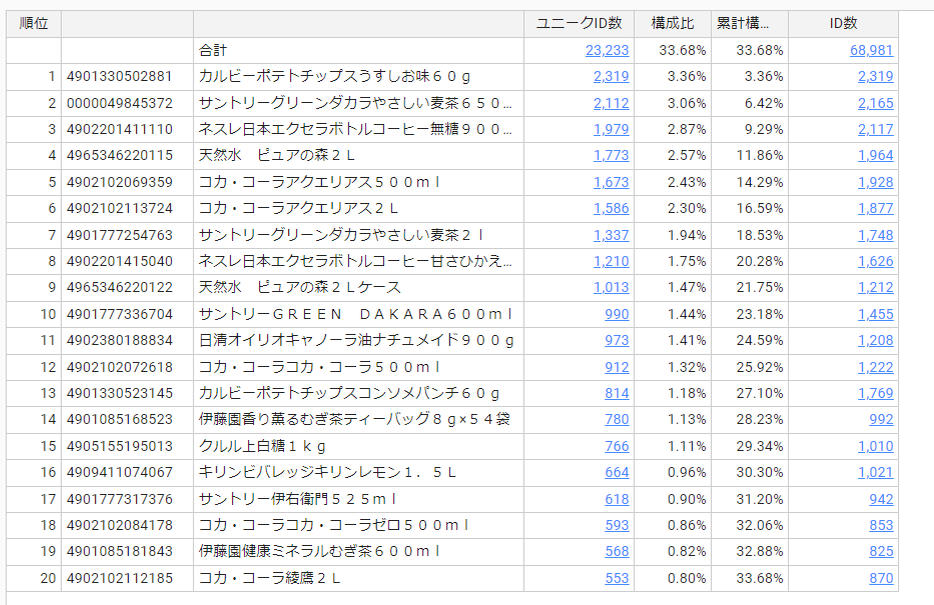 順位 ユニークID数 構成比 累計構... ID数
合計 23,233 33.68% 33.68% 68,981
1 4901330502881 カルビーポテトチップスうすしお味６０ｇ 2,319 3.36% 3.36% 2,319
2 0000049845372 サントリーグリーンダカラやさしい麦茶６５０... 2,112 3.06% 6.42% 2,165
3 4902201411110 ネスレ日本エクセラボトルコーヒー無糖９００... 1,979 2.87% 9.29% 2,117
4 4965346220115 天然水　ピュアの森２Ｌ 1,773 2.57% 11.86% 1,964
5 4902102069359 コカ・コーラアクエリアス５００ｍｌ 1,673 2.43% 14.29% 1,928
6 4902102113724 コカ・コーラアクエリアス２Ｌ 1,586 2.30% 16.59% 1,877
7 4901777254763 サントリーグリーンダカラやさしい麦茶２ｌ 1,337 1.94% 18.53% 1,748
8 4902201415040 ネスレ日本エクセラボトルコーヒー甘さひかえ... 1,210 1.75% 20.28% 1,626
9 4965346220122 天然水　ピュアの森２Ｌケース 1,013 1.47% 21.75% 1,212
10 4901777336704 サントリーＧＲＥＥＮ　ＤＡＫＡＲＡ６００ｍｌ 990 1.44% 23.18% 1,455
11 4902380188834 日清オイリオキャノーラ油ナチュメイド９００ｇ 973 1.41% 24.59% 1,208
12 4902102072618 コカ・コーラコカ・コーラ５００ｍｌ 912 1.32% 25.92% 1,222
13 4901330523145 カルビーポテトチップスコンソメパンチ６０ｇ 814 1.18% 27.10% 1,769
14 4901085168523 伊藤園香り薫るむぎ茶ティーバッグ８ｇ×５４袋 780 1.13% 28.23% 992
15 4905155195013 クルル上白糖１ｋｇ 766 1.11% 29.34% 1,010
16 4909411074067 キリンビバレッジキリンレモン１．５Ｌ 664 0.96% 30.30% 1,021
17 4901777317376 サントリー伊右衛門５２５ｍｌ 618 0.90% 31.20% 942
18 4902102084178 コカ・コーラコカ・コーラゼロ５００ｍｌ 593 0.86% 32.06% 853
19 4901085181843 伊藤園健康ミネラルむぎ茶６００ｍｌ 568 0.82% 32.88% 825
20 4902102112185 コカ・コーラ綾鷹２Ｌ 553 0.80% 33.68% 870